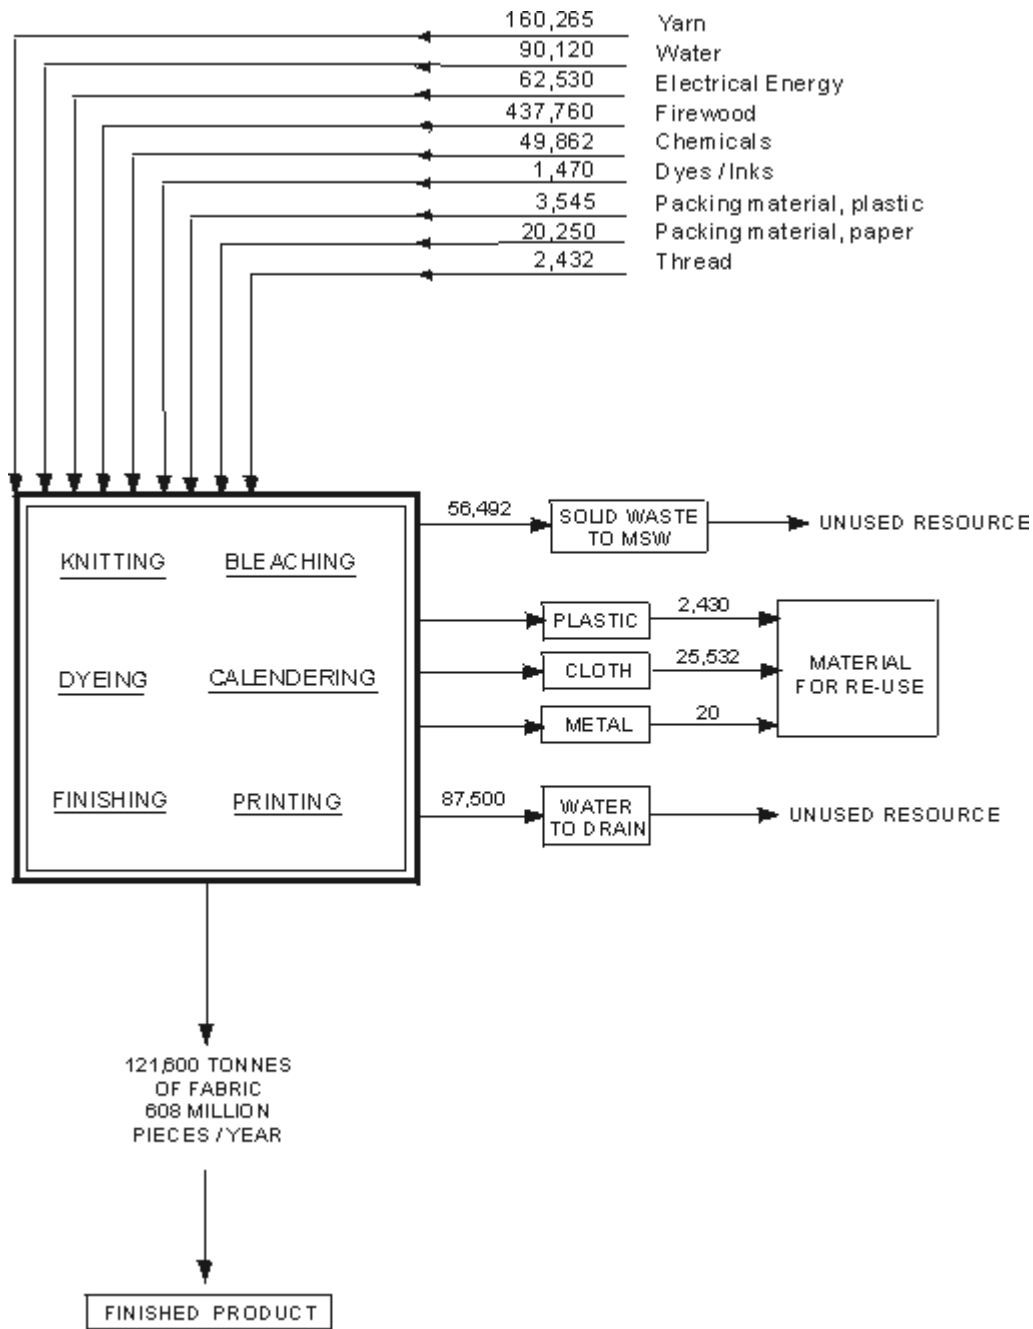 160,265 Yarn
90,120 Water
62,530 Electrical Energy
437,760 Firewood
49,862 Chemicals
1,470 Dyes / Inks
3,545 Packing material, plastic
20,250 Packing material, paper
2,432 Thread
56,492
SOLID WASTE
TO MSW
UNUSED RESOURCE
KNITTING BLEACHING
PLASTIC 2,430
CLOTH 25,532
METAL 20
MATERIAL
FOR RE-USE
DYEING CALENDERING
FINISHING PRINTING
87,500
WATER
TO DRAIN
UNUSED RESOURCE
121,600 TONNES
OF FABRIC
608 MILLION
PIECES / YEAR
FINISHED PRODUCT